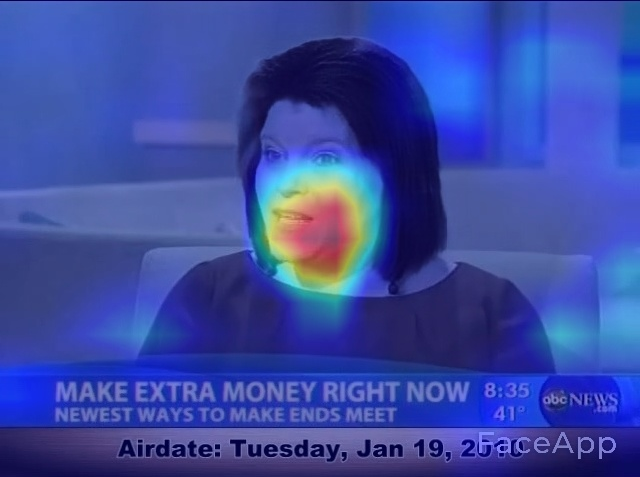 MAKE EXTRA MONEY RIGHT NOW
NEWEST WAYS TO MAKE ENDS MEET
8:35
41°
abc NEWS
.com
Airdate: Tuesday, Jan 19, 2010
FaceApp